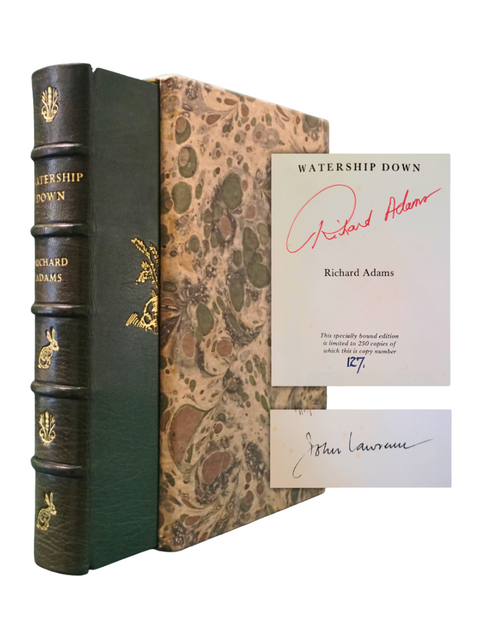 WATERSHIP
DOWN
RICHARD
ADAMS
WATERSHIP DOWN
Richard Adams
Richard Adams
This specially bound edition
is limited to 250 copies of
which this is copy number
127.
John Lawrence